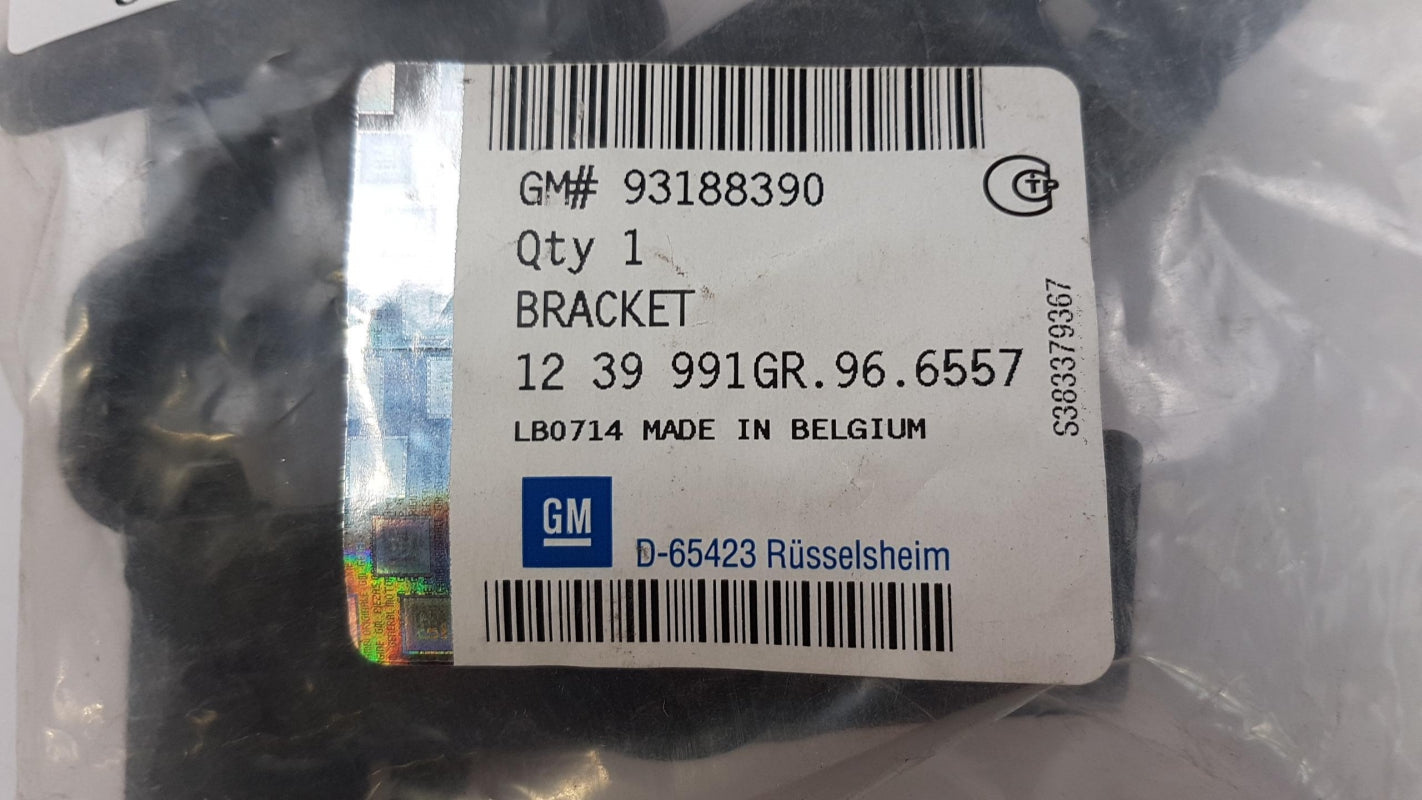 GM# 93188390
Qty 1
BRACKET
12 39 991GR.96.6557
LB0714 MADE IN BELGIUM
GM
D-65423 Rüsselsheim
S383379367